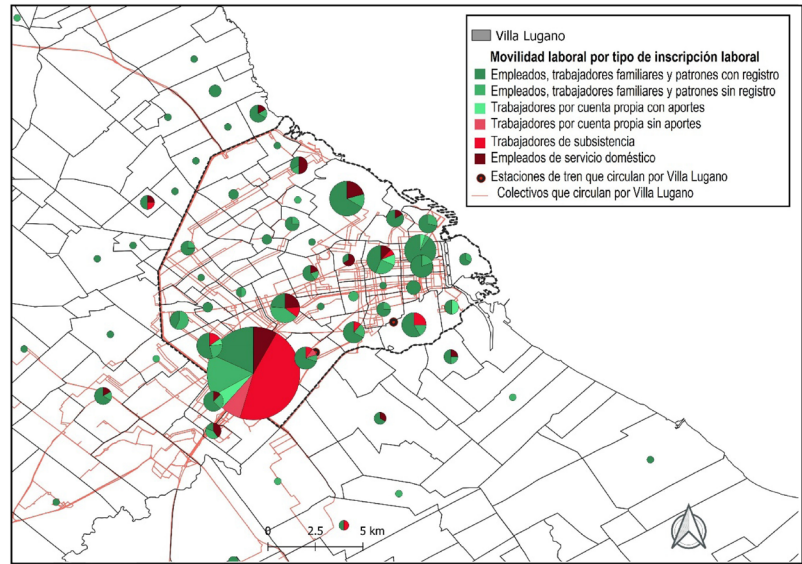 Villa Lugano
Movilidad laboral por tipo de inscripción laboral
Empleados, trabajadores familiares y patrones con registro
Empleados, trabajadores familiares y patrones sin registro
Trabajadores por cuenta propia con aportes
Trabajadores por cuenta propia sin aportes
Trabajadores de subsistencia
Empleados de servicio doméstico
Estaciones de tren que circulan por Villa Lugano
Colectivos que circulan por Villa Lugano
0 2.5 5 km